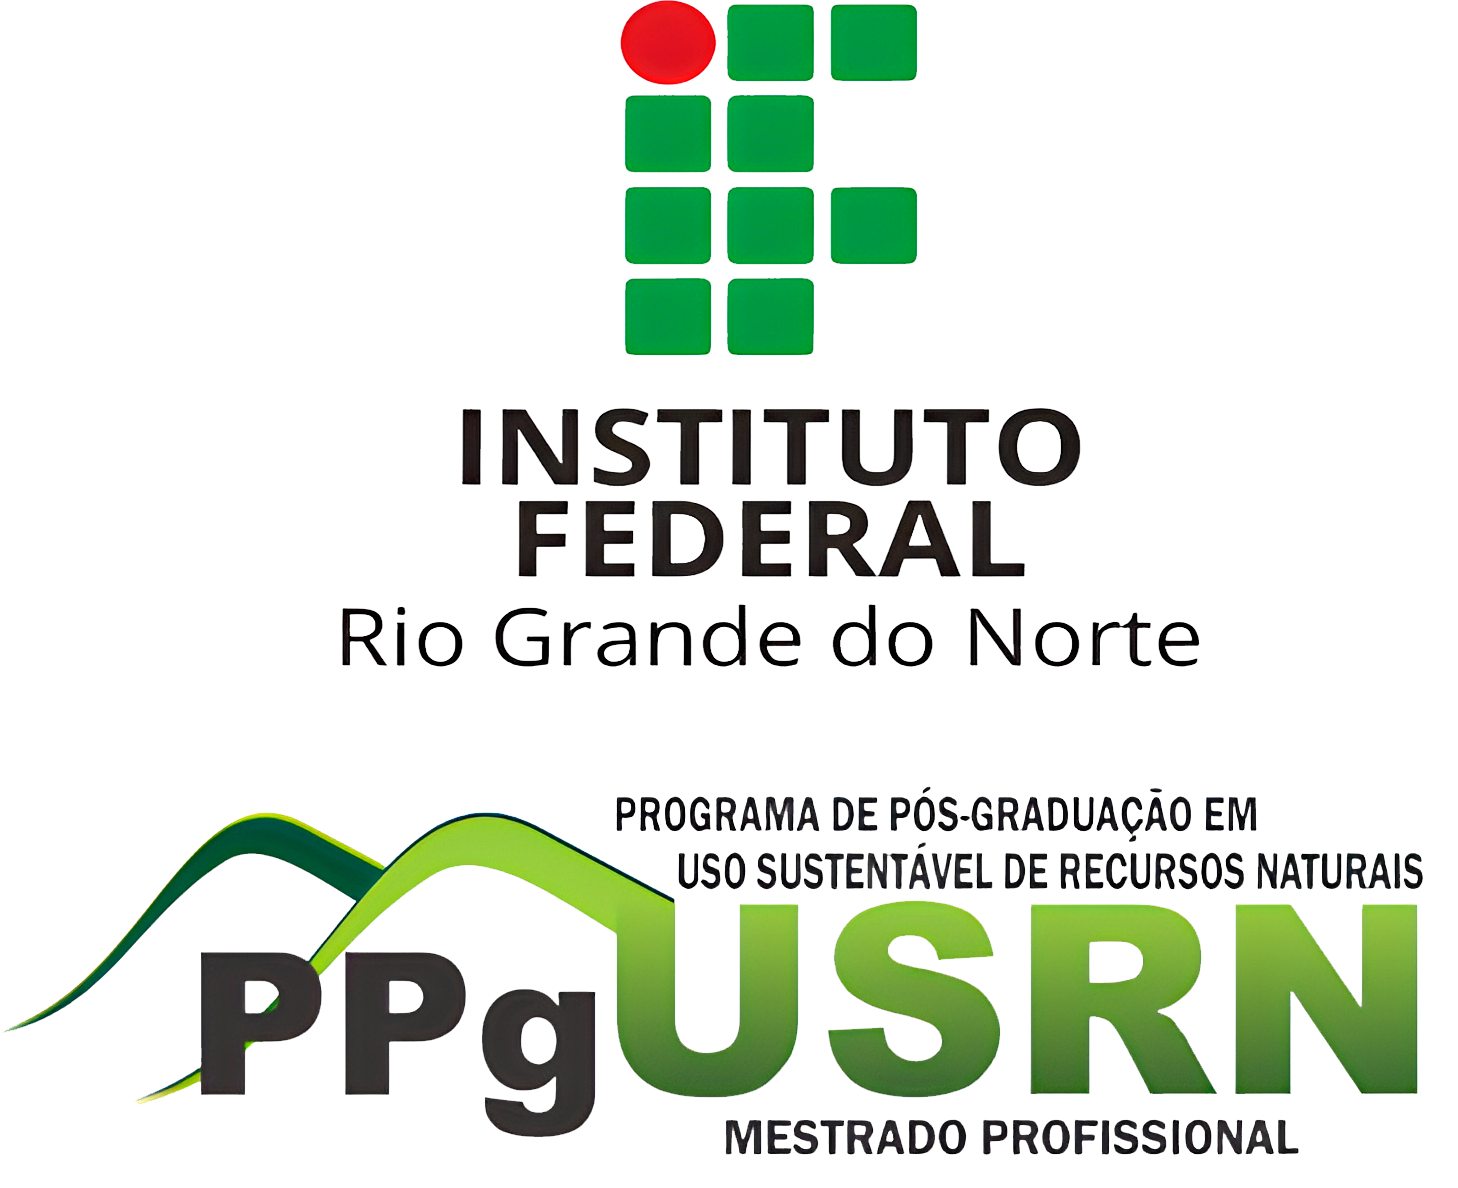 INSTITUTO
FEDERAL
Rio Grande do Norte
PROGRAMA DE PÓS-GRADUAÇÃO EM
USO SUSTENTÁVEL DE RECURSOS NATURAIS
PPgUSRN
MESTRADO PROFISSIONAL